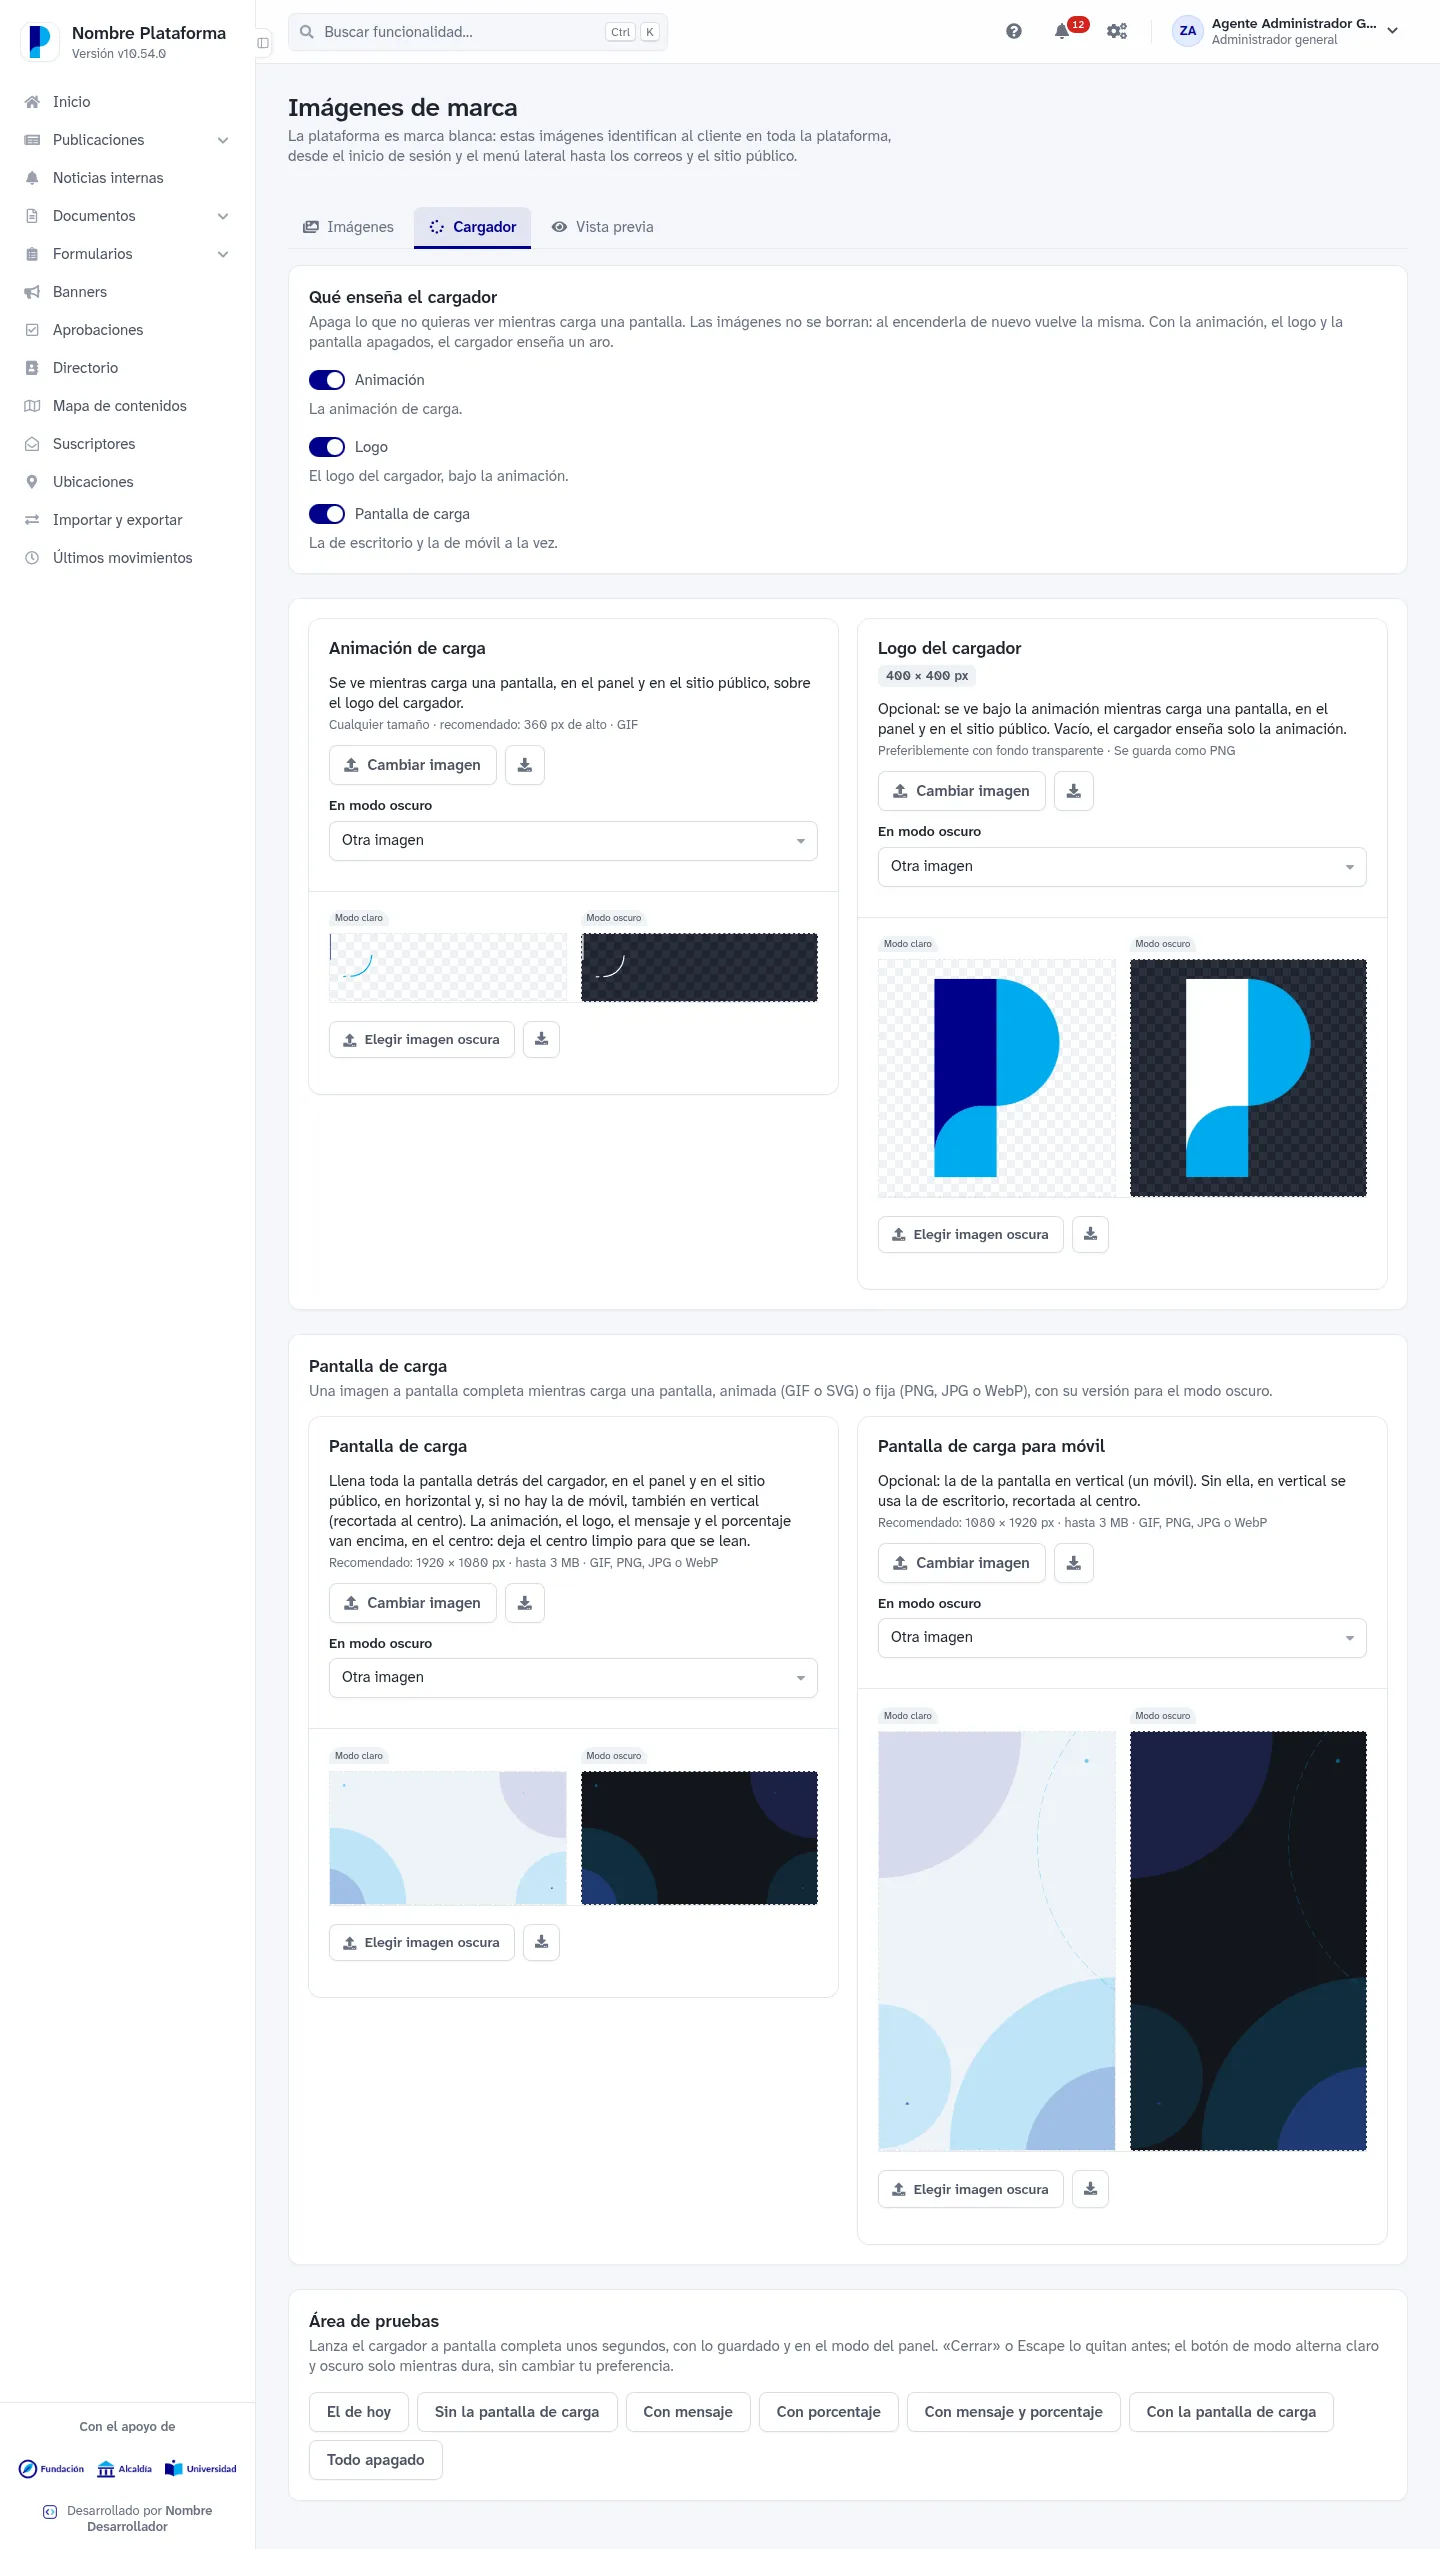 Nombre Plataforma
Versión v10.54.0
Inicio
Publicaciones
Noticias internas
Documentos
Formularios
Banners
Aprobaciones
Directorio
Mapa de contenidos
Suscriptores
Ubicaciones
Importar y exportar
Últimos movimientos
Con el apoyo de
Fundación
Alcaldía
Universidad
Desarrollado por Nombre
Desarrollador
Buscar funcionalidad...
Ctrl
K
12
ZA
Agente Administrador G...
Administrador general
Imágenes de marca
La plataforma es marca blanca: estas imágenes identifican al cliente en toda la plataforma,
desde el inicio de sesión y el menú lateral hasta los correos y el sitio público.
Imágenes
Cargador
Vista previa
Qué enseña el cargador
Apaga lo que no quieras ver mientras carga una pantalla. Las imágenes no se borran: al encenderla de nuevo vuelve la misma. Con la animación, el logo y la
pantalla apagados, el cargador enseña un aro.
Animación
La animación de carga.
Logo
El logo del cargador, bajo la animación.
Pantalla de carga
La de escritorio y la de móvil a la vez.
Animación de carga
Se ve mientras carga una pantalla, en el panel y en el sitio público, sobre
el logo del cargador.
Cualquier tamaño · recomendado: 360 px de alto · GIF
Cambiar imagen
En modo oscuro
Otra imagen
Modo claro
Modo oscuro
Elegir imagen oscura
Logo del cargador
400 × 400 px
Opcional: se ve bajo la animación mientras carga una pantalla, en el
panel y en el sitio público. Vacío, el cargador enseña solo la animación.
Preferiblemente con fondo transparente · Se guarda como PNG
Cambiar imagen
En modo oscuro
Otra imagen
Modo claro
Modo oscuro
Elegir imagen oscura
Pantalla de carga
Una imagen a pantalla completa mientras carga una pantalla, animada (GIF o SVG) o fija (PNG, JPG o WebP), con su versión para el modo oscuro.
Pantalla de carga
Llena toda la pantalla detrás del cargador, en el panel y en el sitio
público, en horizontal y, si no hay la de móvil, también en vertical
(recortada al centro). La animación, el logo, el mensaje y el porcentaje
van encima, en el centro: deja el centro limpio para que se lean.
Recomendado: 1920 × 1080 px · hasta 3 MB · GIF, PNG, JPG o WebP
Cambiar imagen
En modo oscuro
Otra imagen
Modo claro
Modo oscuro
Elegir imagen oscura
Pantalla de carga para móvil
Opcional: la de la pantalla en vertical (un móvil). Sin ella, en vertical se
usa la de escritorio, recortada al centro.
Recomendado: 1080 × 1920 px · hasta 3 MB · GIF, PNG, JPG o WebP
Cambiar imagen
En modo oscuro
Otra imagen
Modo claro
Modo oscuro
Elegir imagen oscura
Área de pruebas
Lanza el cargador a pantalla completa unos segundos, con lo guardado y en el modo del panel. «Cerrar» o Escape lo quitan antes; el botón de modo alterna claro
y oscuro solo mientras dura, sin cambiar tu preferencia.
El de hoy
Sin la pantalla de carga
Con mensaje
Con porcentaje
Con mensaje y porcentaje
Con la pantalla de carga
Todo apagado